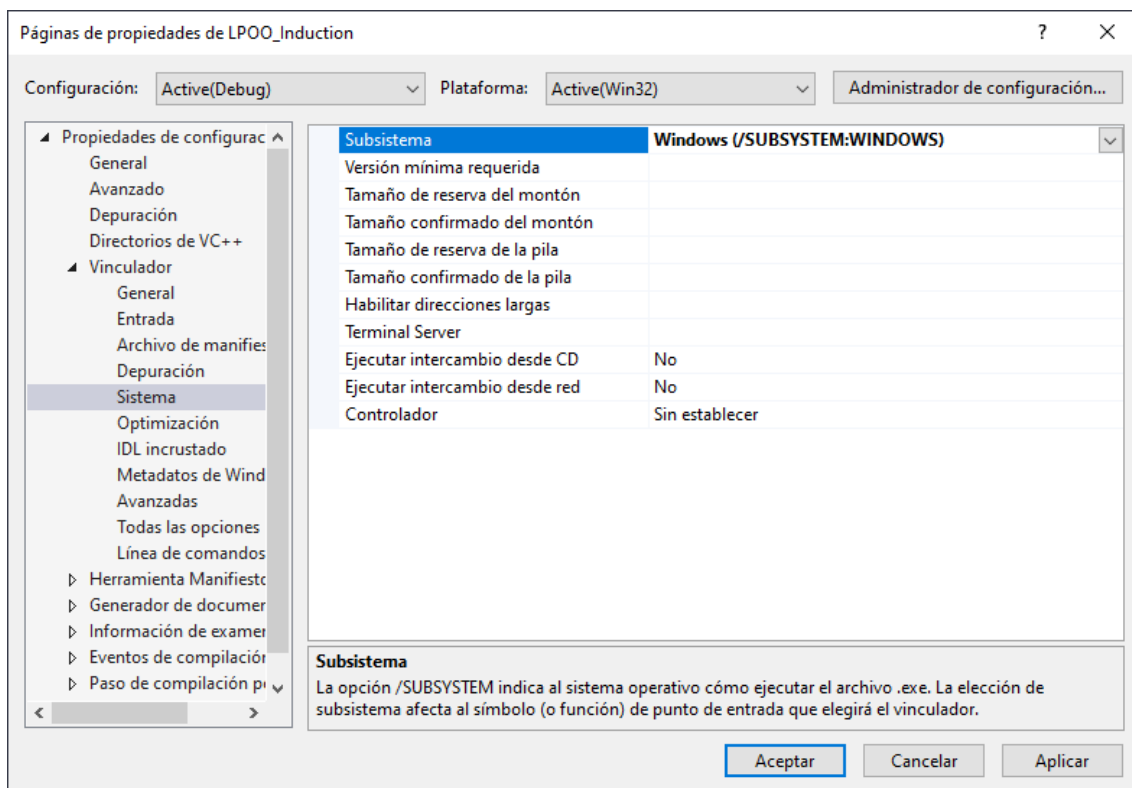 Páginas de propiedades de LPOO_Induction ? ×
Configuración: Active(Debug) Plataforma: Active(Win32) Administrador de configuración...
Propiedades de configurac
General
Avanzado
Depuración
Directorios de VC++
Vinculador
General
Entrada
Archivo de manifies
Depuración
Sistema
Optimización
IDL incrustado
Metadatos de Wind
Avanzadas
Todas las opciones
Línea de comandos
Herramienta Manifiesto
Generador de documen
Información de examen
Eventos de compilación
Paso de compilación pe
Subsistema Windows (/SUBSYSTEM:WINDOWS)
Versión mínima requerida
Tamaño de reserva del montón
Tamaño confirmado del montón
Tamaño de reserva de la pila
Tamaño confirmado de la pila
Habilitar direcciones largas
Terminal Server
Ejecutar intercambio desde CD No
Ejecutar intercambio desde red No
Controlador Sin establecer
Subsistema
La opción /SUBSYSTEM indica al sistema operativo cómo ejecutar el archivo .exe. La elección de
subsistema afecta al símbolo (o función) de punto de entrada que elegirá el vinculador.
Aceptar Cancelar Aplicar